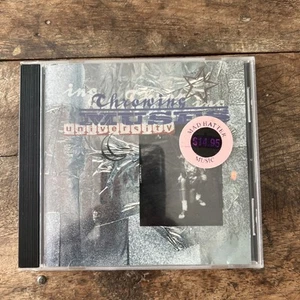 Throwing
MUSES
university
MAD HATTER
$14.95
MUSIC